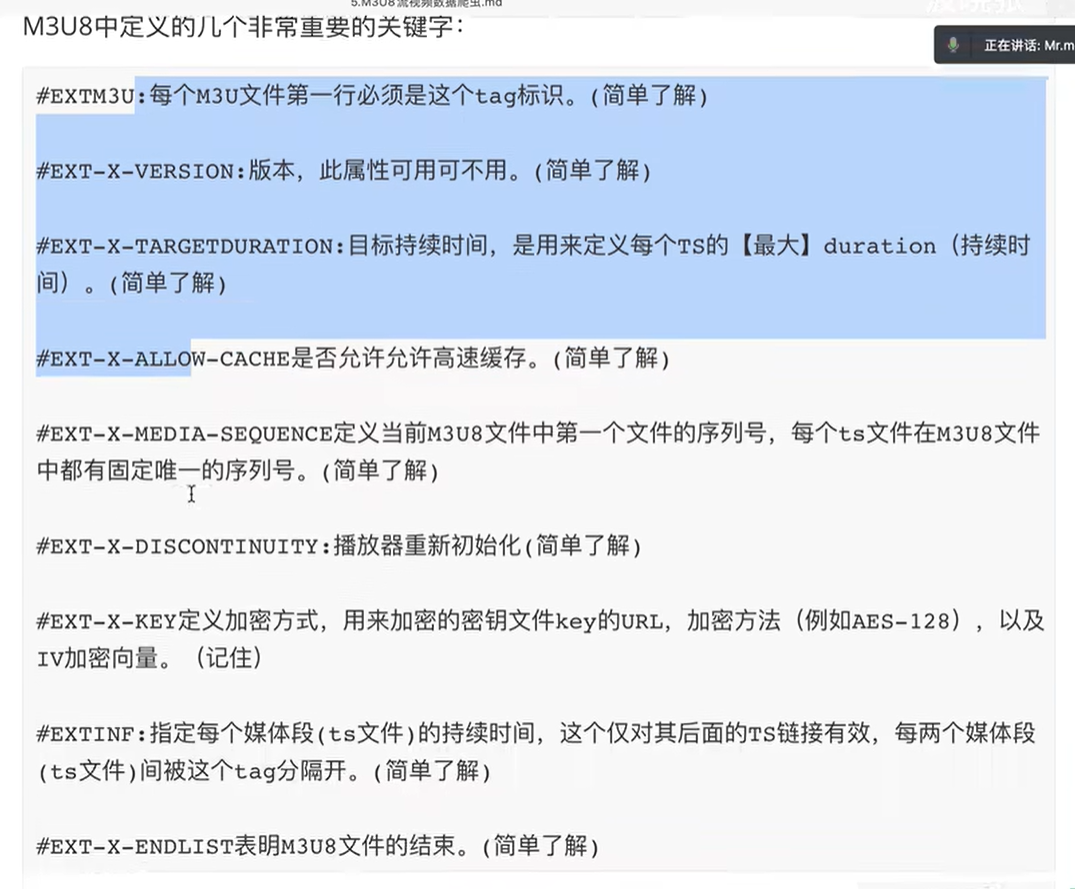 5.M3U8流视频数据爬虫.md
M3U8中定义的几个非常重要的关键字：
正在讲话: Mr.m
#EXTM3U:每个M3U文件第一行必须是这个tag标识。(简单了解)
#EXT-X-VERSION:版本，此属性可用可不用。(简单了解)
#EXT-X-TARGETDURATION:目标持续时间，是用来定义每个TS的【最大】duration（持续时
间）。(简单了解)
#EXT-X-ALLOW-CACHE是否允许允许高速缓存。(简单了解)
#EXT-X-MEDIA-SEQUENCE定义当前M3U8文件中第一个文件的序列号，每个ts文件在M3U8文件
中都有固定唯一的序列号。(简单了解)
#EXT-X-DISCONTINUITY:播放器重新初始化(简单了解)
#EXT-X-KEY定义加密方式，用来加密的密钥文件key的URL，加密方法（例如AES-128），以及
IV加密向量。（记住）
#EXTINF:指定每个媒体段(ts文件)的持续时间，这个仅对其后面的TS链接有效，每两个媒体段
(ts文件)间被这个tag分隔开。(简单了解)
#EXT-X-ENDLIST表明M3U8文件的结束。(简单了解)